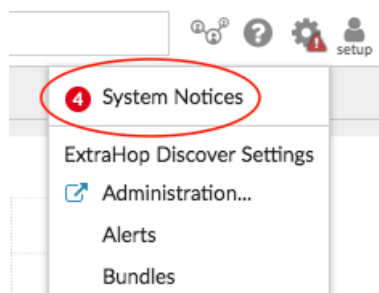 ?
setup
4 System Notices
ExtraHop Discover Settings
Administration...
Alerts
Bundles